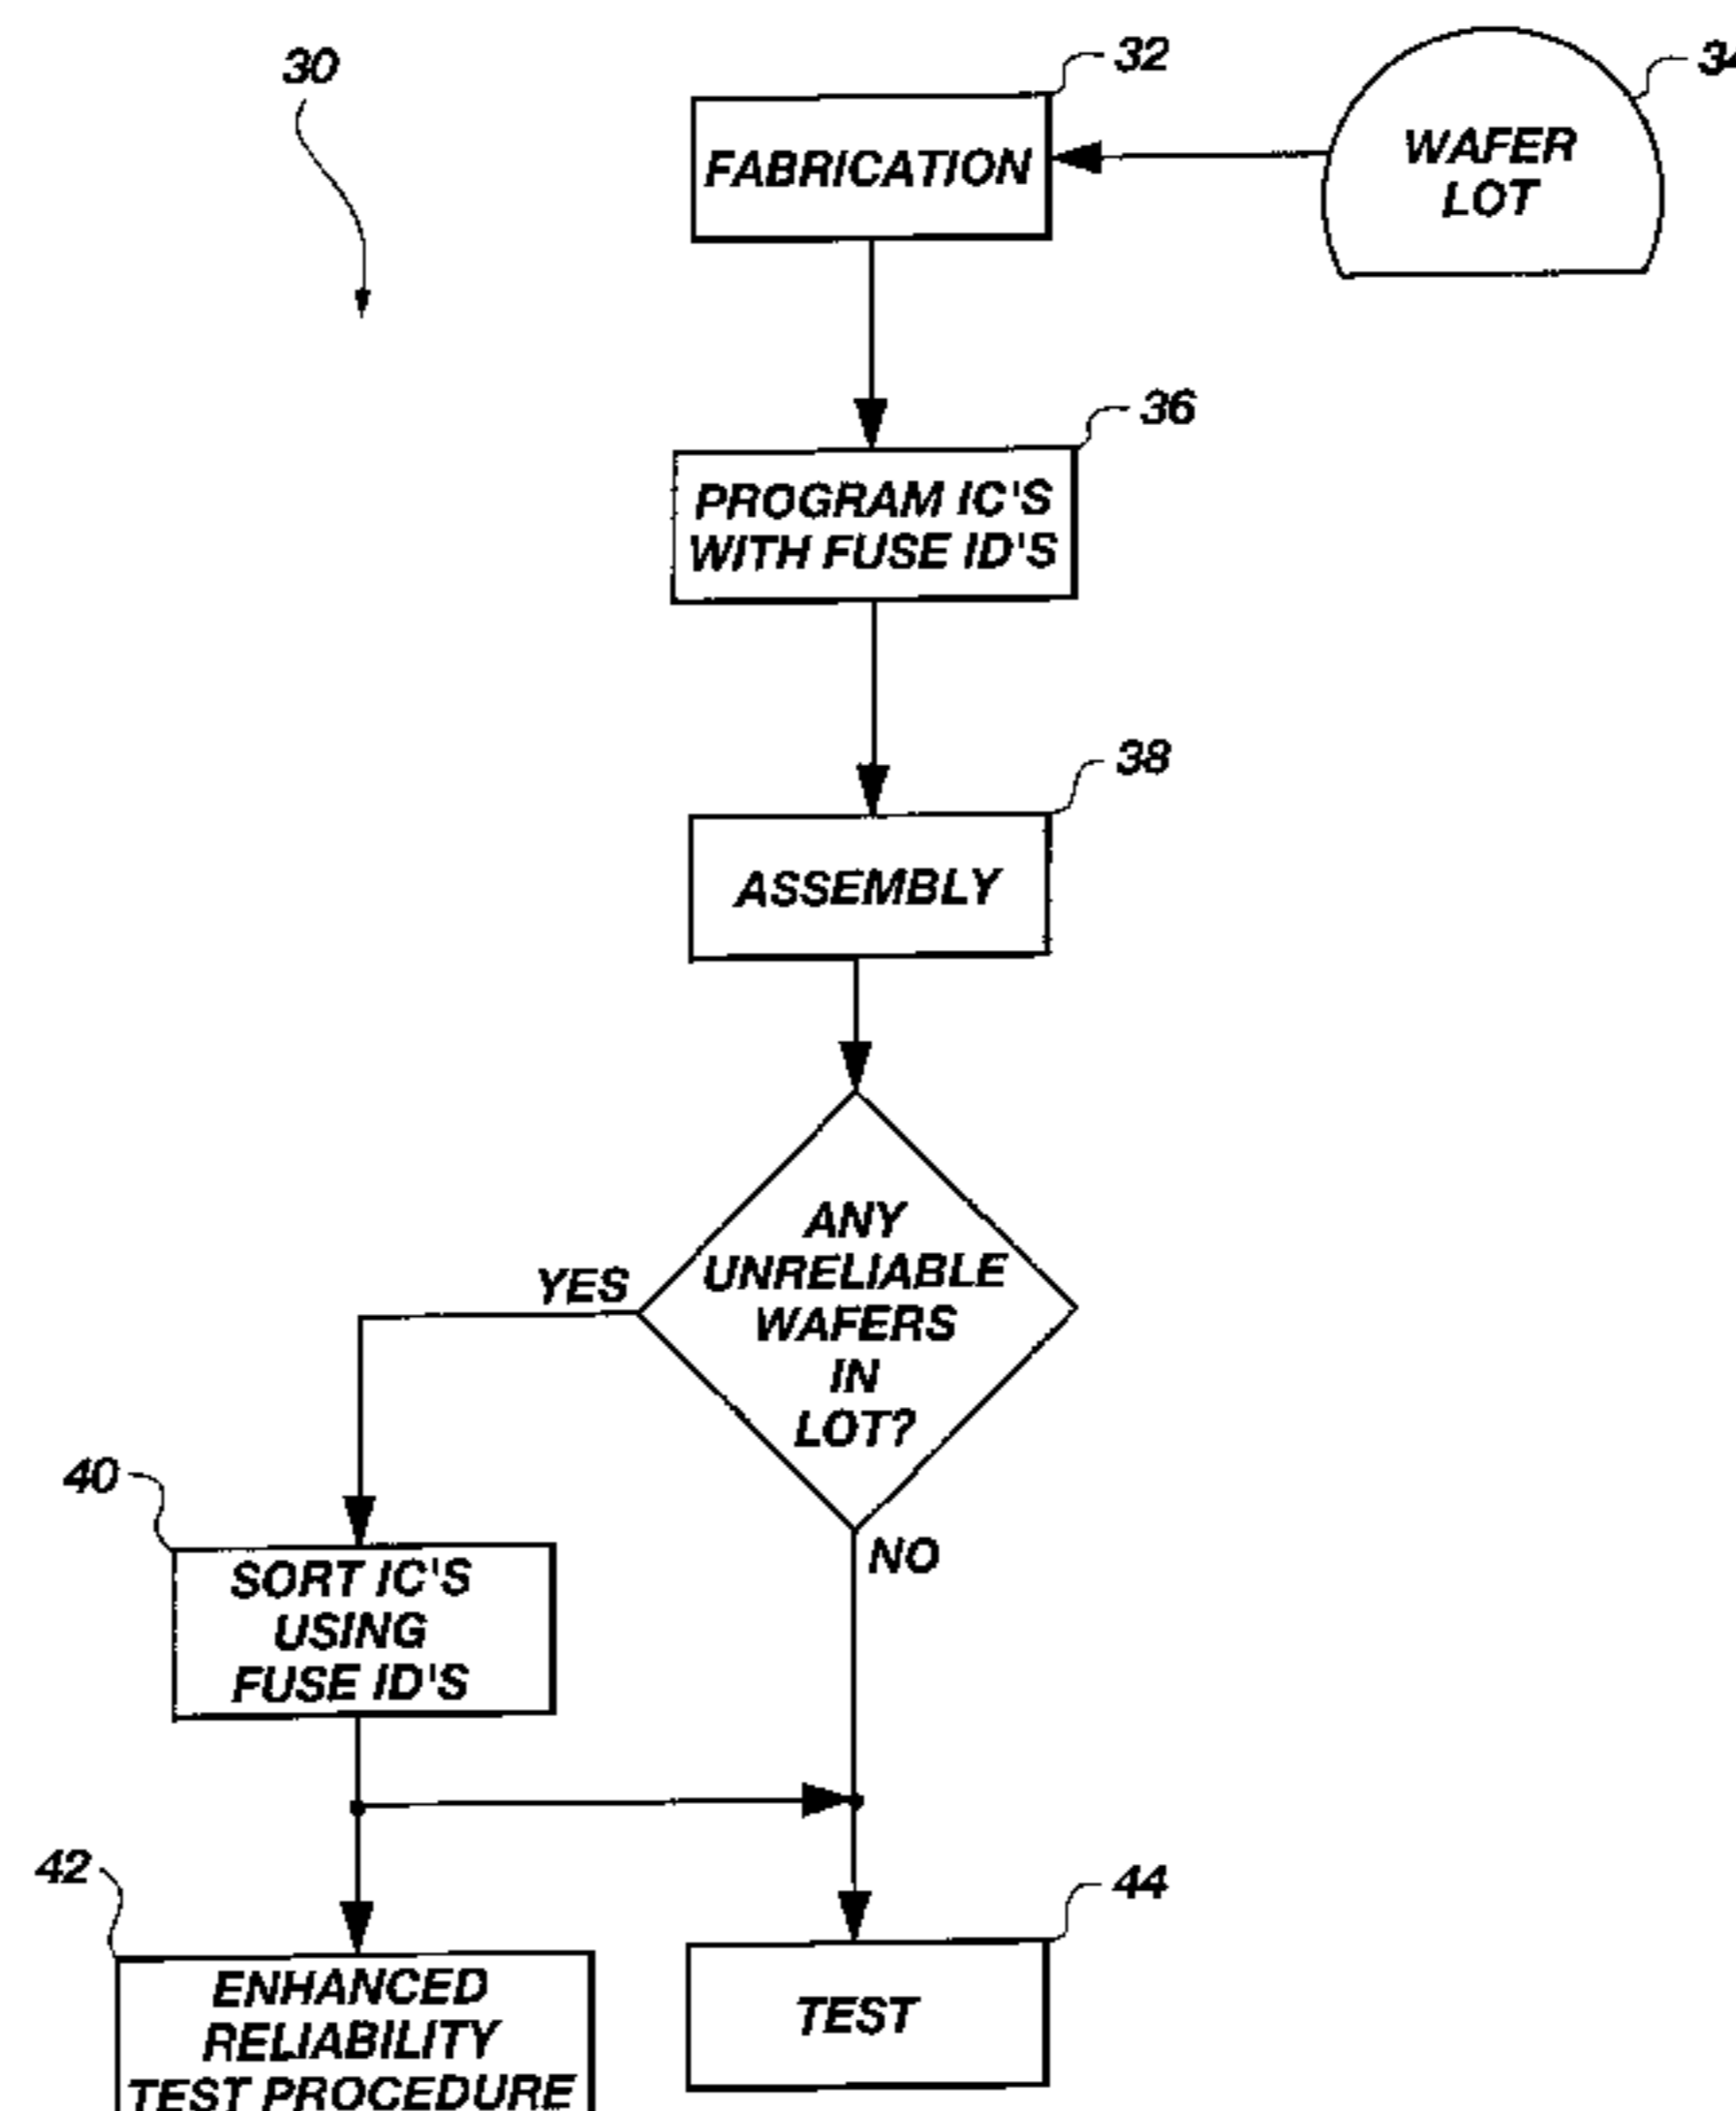 30
32
34
FABRICATION
WAFER
LOT
36
PROGRAM IC'S
WITH FUSE ID'S
38
ASSEMBLY
ANY
UNRELIABLE
WAFERS
IN
LOT?
YES
NO
40
SORT IC'S
USING
FUSE ID'S
42
44
ENHANCED
RELIABILITY
TEST PROCEDURE
TEST